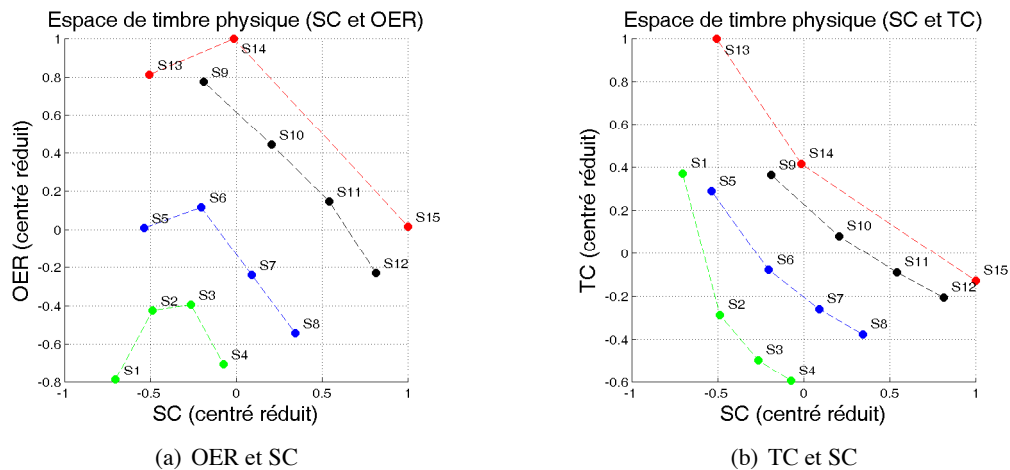 Espace de timbre physique (SC et OER)
OER (centré réduit)
1
0.8
0.6
0.4
0.2
0
-0.2
-0.4
-0.6
-0.8
S13
S14
S9
S10
S11
S15
S12
S5
S6
S7
S8
S2
S3
S1
S4
-1
-0.5
0
0.5
1
SC (centré réduit)
(a) OER et SC
Espace de timbre physique (SC et TC)
TC (centré réduit)
1
0.8
0.6
0.4
0.2
0
-0.2
-0.4
-0.6
S13
S14
S1
S5
S9
S10
S6
S11
S15
S12
S7
S8
S2
S3
S4
-1
-0.5
0
0.5
1
SC (centré réduit)
(b) TC et SC